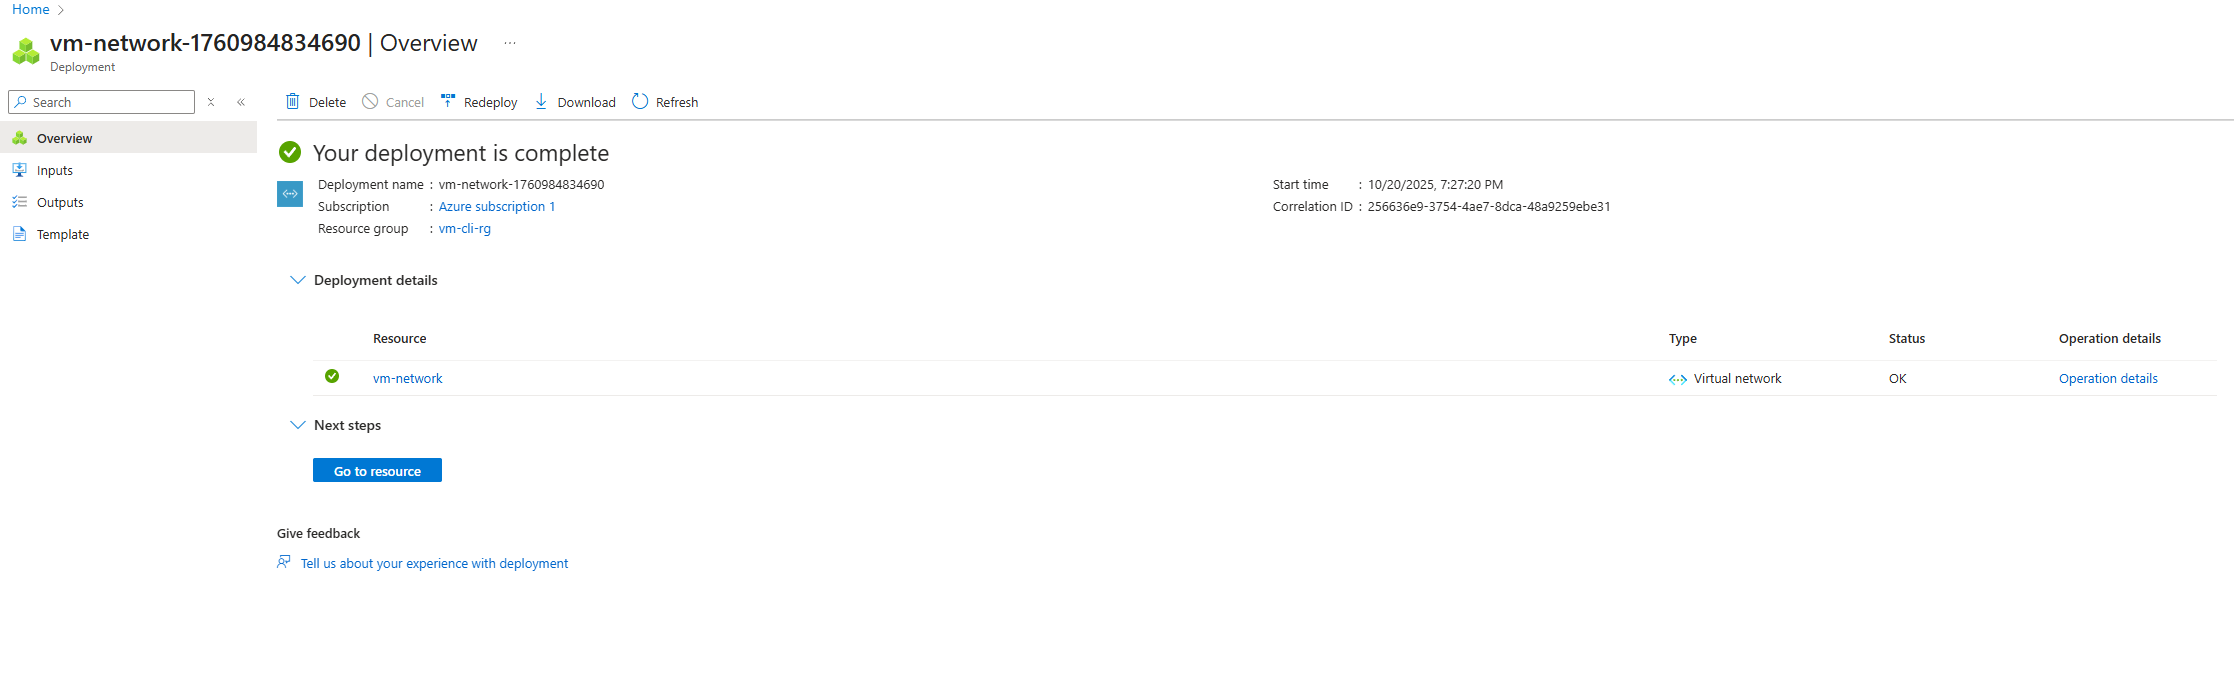 Home
vm-network-1760984834690 | Overview ...
Deployment
Search
Delete Cancel Redeploy Download Refresh
Overview
Inputs
Outputs
Template
Your deployment is complete
Deployment name : vm-network-1760984834690
Subscription : Azure subscription 1
Resource group : vm-cli-rg
Start time : 10/20/2025, 7:27:20 PM
Correlation ID : 256636e9-3754-4ae7-8dca-48a9259ebe31
Deployment details
Resource Type Status Operation details
vm-network Virtual network OK Operation details
Next steps
Go to resource
Give feedback
Tell us about your experience with deployment